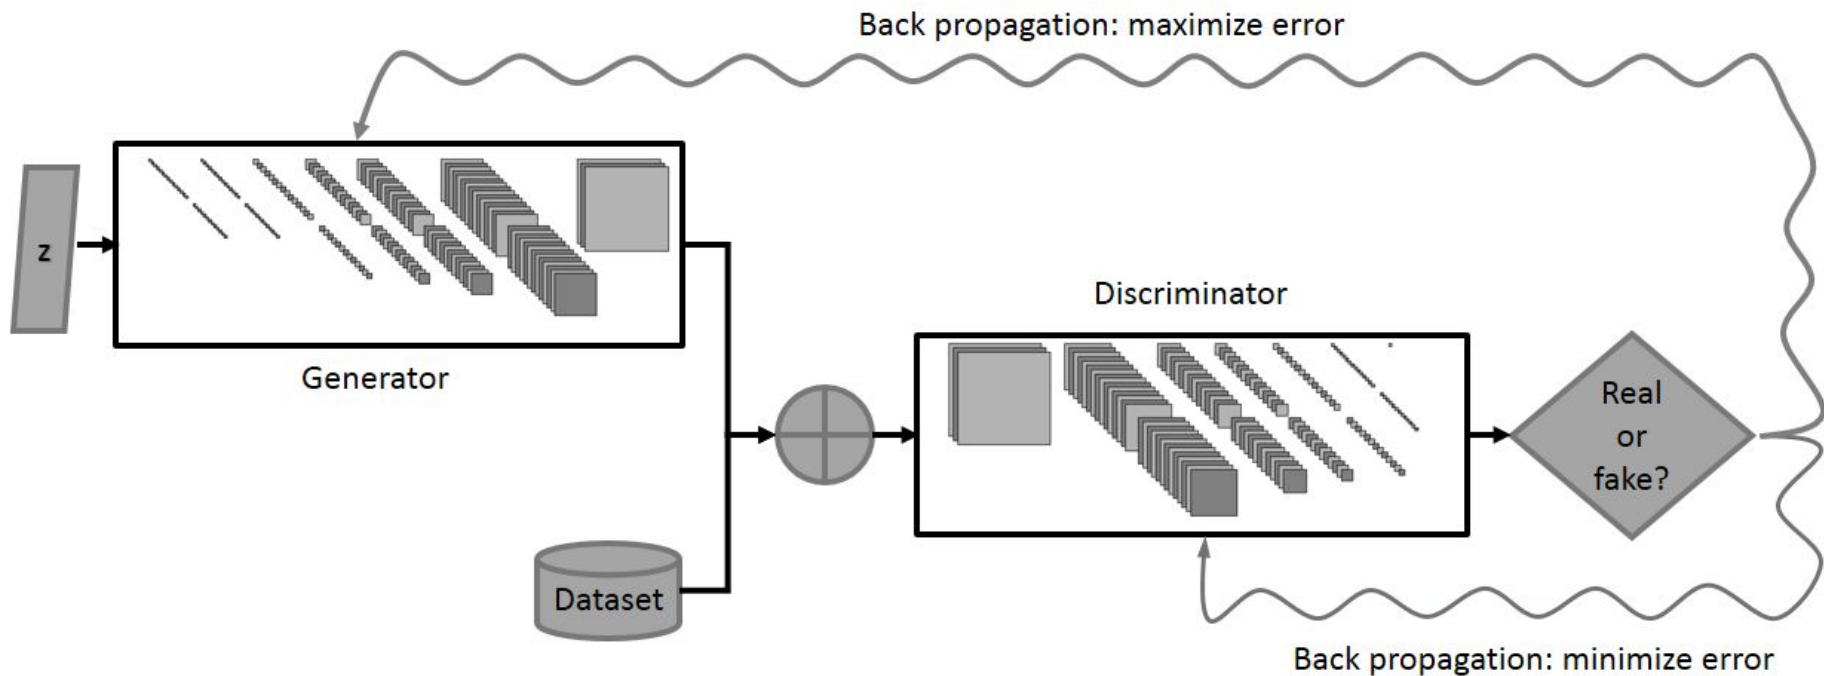 Back propagation: maximize error
z
Generator
Discriminator
Real
or
fake?
Dataset
Back propagation: minimize error